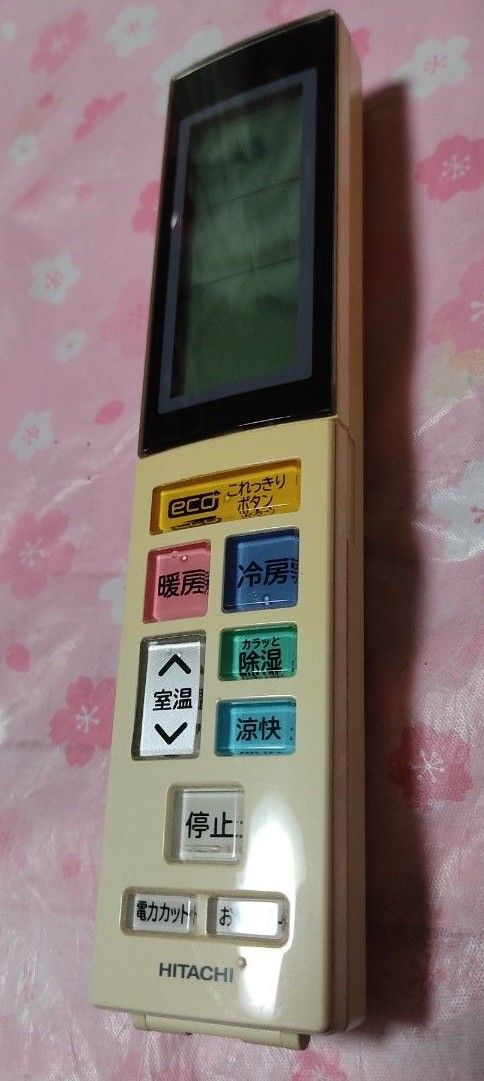 eco これっきり
ボタン
暖房
冷房
カラッと
除湿
室温
涼快
停止
電力カット
HITACHI